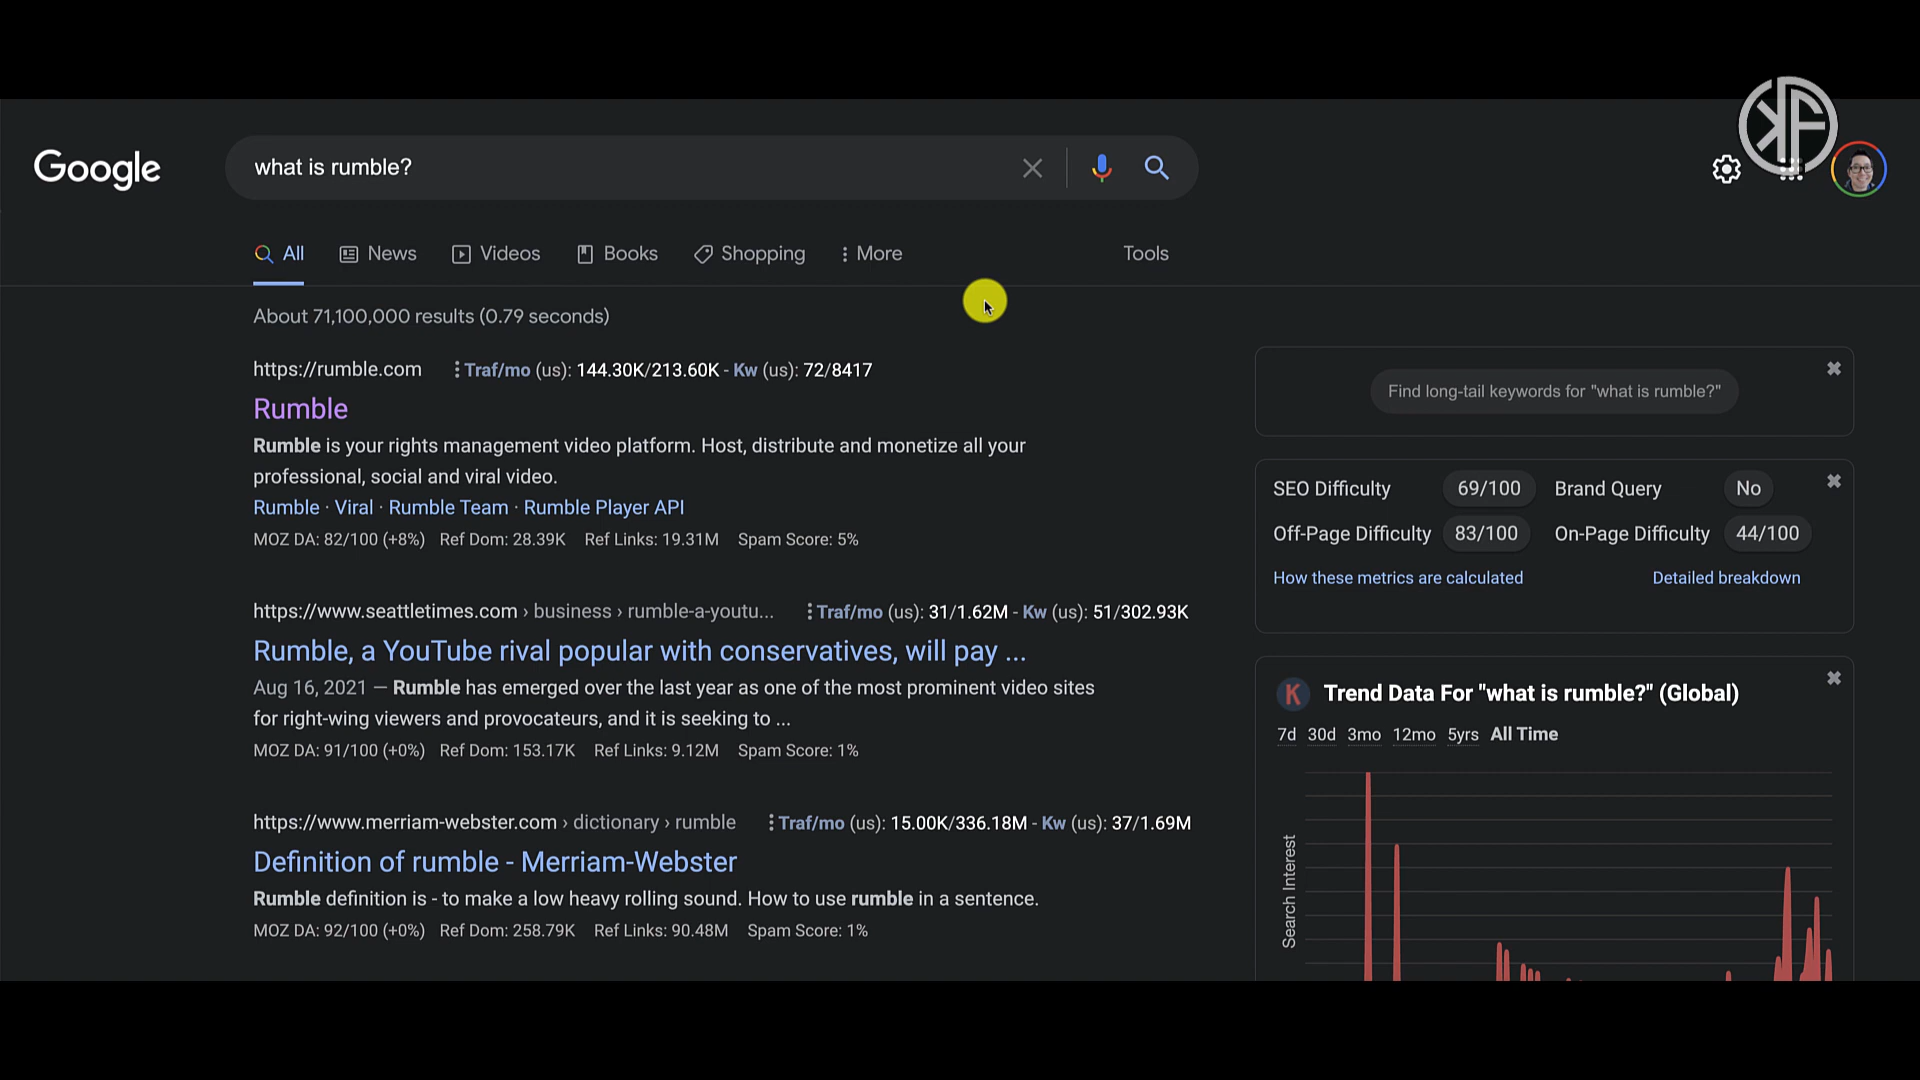 Google
what is rumble?
All News Videos Books Shopping More Tools
About 71,100,000 results (0.79 seconds)
https://rumble.com Traf/mo (us): 144.30K/213.60K - Kw (us): 72/8417
Rumble
Rumble is your rights management video platform. Host, distribute and monetize all your
professional, social and viral video.
Rumble · Viral · Rumble Team · Rumble Player API
MOZ DA: 82/100 (+8%) Ref Dom: 28.39K Ref Links: 19.31M Spam Score: 5%
https://www.seattletimes.com › business › rumble-a-youtu... Traf/mo (us): 31/1.62M - Kw (us): 51/302.93K
Rumble, a YouTube rival popular with conservatives, will pay ...
Aug 16, 2021 — Rumble has emerged over the last year as one of the most prominent video sites
for right-wing viewers and provocateurs, and it is seeking to ...
MOZ DA: 91/100 (+0%) Ref Dom: 153.17K Ref Links: 9.12M Spam Score: 1%
https://www.merriam-webster.com › dictionary › rumble Traf/mo (us): 15.00K/336.18M - Kw (us): 37/1.69M
Definition of rumble - Merriam-Webster
Rumble definition is - to make a low heavy rolling sound. How to use rumble in a sentence.
MOZ DA: 92/100 (+0%) Ref Dom: 258.79K Ref Links: 90.48M Spam Score: 1%
Find long-tail keywords for "what is rumble?"
SEO Difficulty 69/100 Brand Query No
Off-Page Difficulty 83/100 On-Page Difficulty 44/100
How these metrics are calculated Detailed breakdown
K Trend Data For "what is rumble?" (Global)
7d 30d 3mo 12mo 5yrs All Time
Search Interest
KF